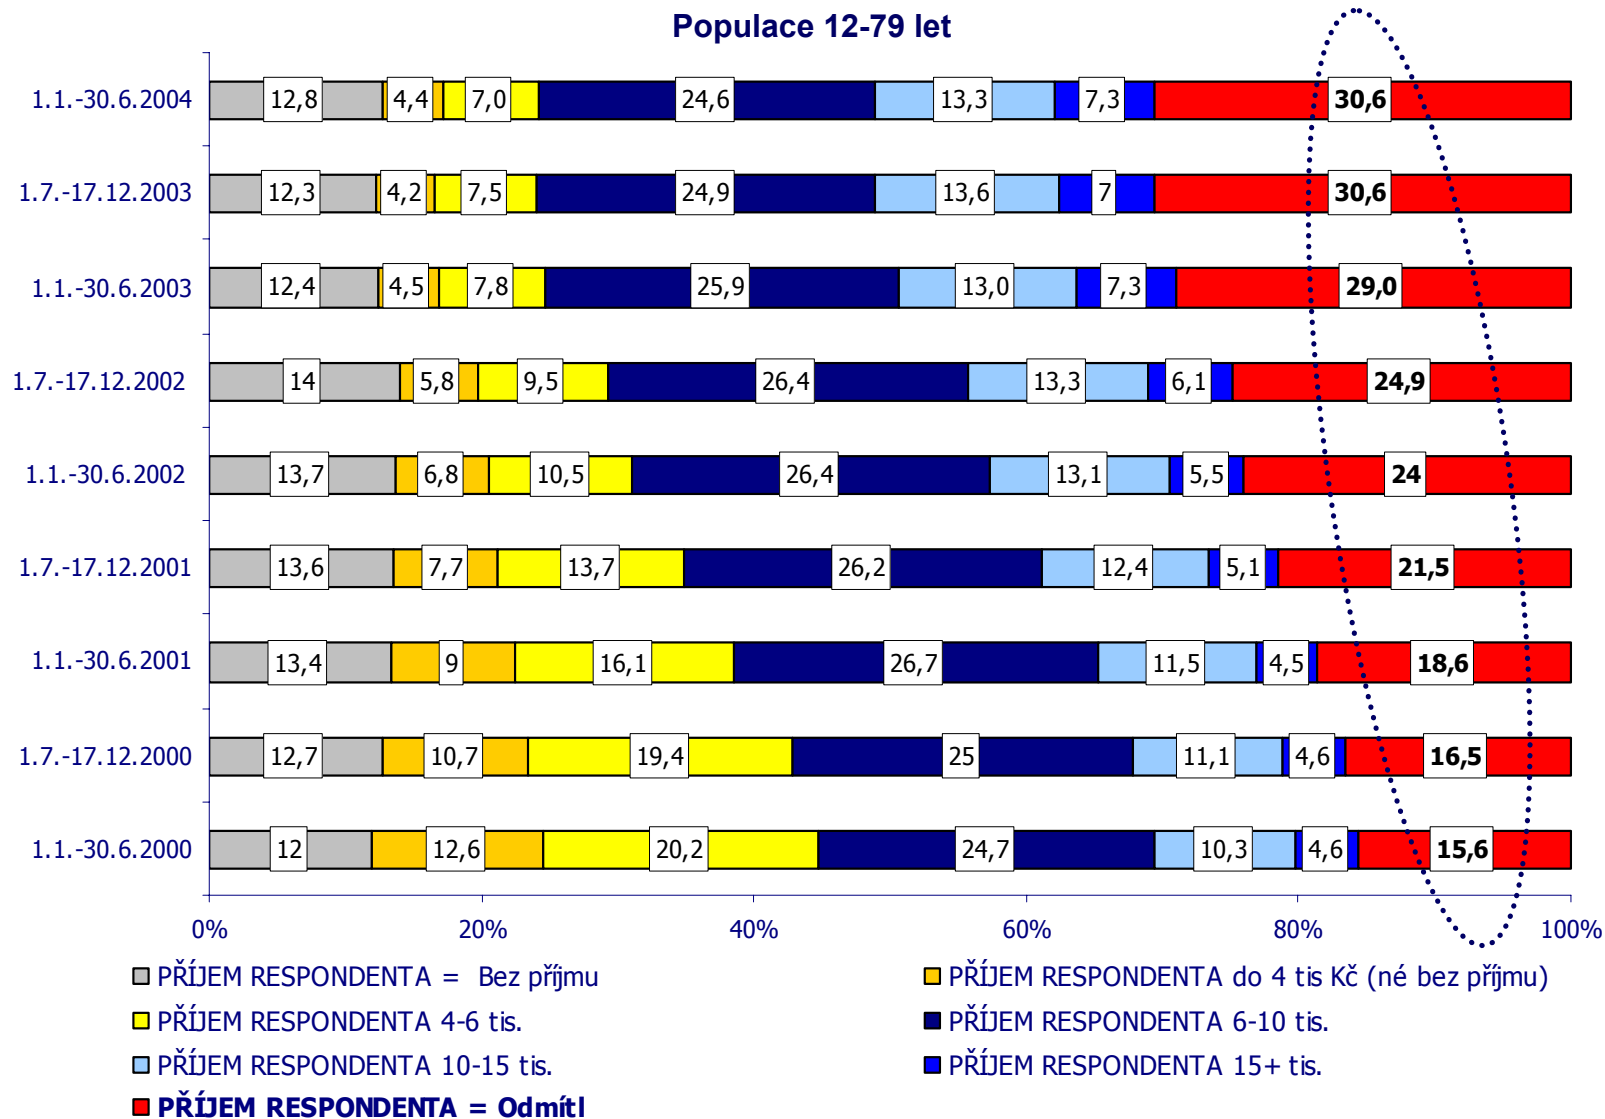 Populace 12-79 let
1.1.-30.6.2004 12,8 4,4 7,0 24,6 13,3 7,3 30,6
1.7.-17.12.2003 12,3 4,2 7,5 24,9 13,6 7 30,6
1.1.-30.6.2003 12,4 4,5 7,8 25,9 13,0 7,3 29,0
1.7.-17.12.2002 14 5,8 9,5 26,4 13,3 6,1 24,9
1.1.-30.6.2002 13,7 6,8 10,5 26,4 13,1 5,5 24
1.7.-17.12.2001 13,6 7,7 13,7 26,2 12,4 5,1 21,5
1.1.-30.6.2001 13,4 9 16,1 26,7 11,5 4,5 18,6
1.7.-17.12.2000 12,7 10,7 19,4 25 11,1 4,6 16,5
1.1.-30.6.2000 12 12,6 20,2 24,7 10,3 4,6 15,6
0% 20% 40% 60% 80% 100%
PŘÍJEM RESPONDENTA = Bez příjmu PŘÍJEM RESPONDENTA do 4 tis Kč (né bez příjmu)
PŘÍJEM RESPONDENTA 4-6 tis. PŘÍJEM RESPONDENTA 6-10 tis.
PŘÍJEM RESPONDENTA 10-15 tis. PŘÍJEM RESPONDENTA 15+ tis.
PŘÍJEM RESPONDENTA = Odmítl